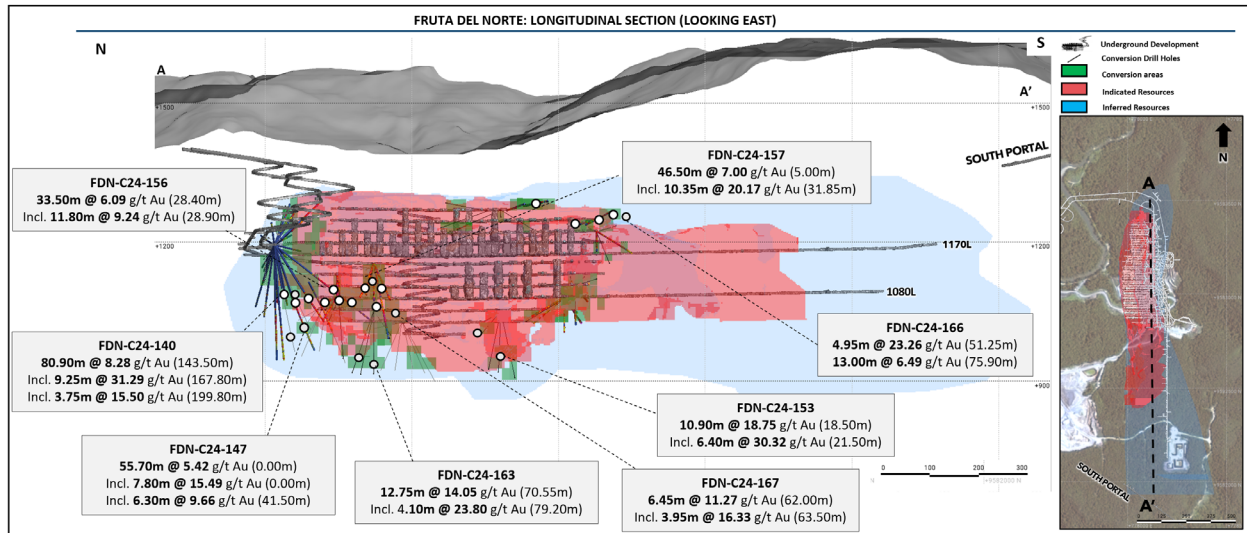 FRUTA DEL NORTE: LONGITUDINAL SECTION (LOOKING EAST)
N
S
A
A'
+1500
+1500
Underground Development
Conversion Drill Holes
Conversion areas
Indicated Resources
Inferred Resources
SOUTH PORTAL
FDN-C24-156
33.50m @ 6.09 g/t Au (28.40m)
Incl. 11.80m @ 9.24 g/t Au (28.90m)
FDN-C24-157
46.50m @ 7.00 g/t Au (5.00m)
Incl. 10.35m @ 20.17 g/t Au (31.85m)
+1200
+1200
1170L
1080L
FDN-C24-140
80.90m @ 8.28 g/t Au (143.50m)
Incl. 9.25m @ 31.29 g/t Au (167.80m)
Incl. 3.75m @ 15.50 g/t Au (199.80m)
FDN-C24-166
4.95m @ 23.26 g/t Au (51.25m)
13.00m @ 6.49 g/t Au (75.90m)
+900
+900
FDN-C24-153
10.90m @ 18.75 g/t Au (18.50m)
Incl. 6.40m @ 30.32 g/t Au (21.50m)
FDN-C24-147
55.70m @ 5.42 g/t Au (0.00m)
Incl. 7.80m @ 15.49 g/t Au (0.00m)
Incl. 6.30m @ 9.66 g/t Au (41.50m)
FDN-C24-163
12.75m @ 14.05 g/t Au (70.55m)
Incl. 4.10m @ 23.80 g/t Au (79.20m)
FDN-C24-167
6.45m @ 11.27 g/t Au (62.00m)
Incl. 3.95m @ 16.33 g/t Au (63.50m)
0 100 200 300
N
N
A
SOUTH PORTAL
A'